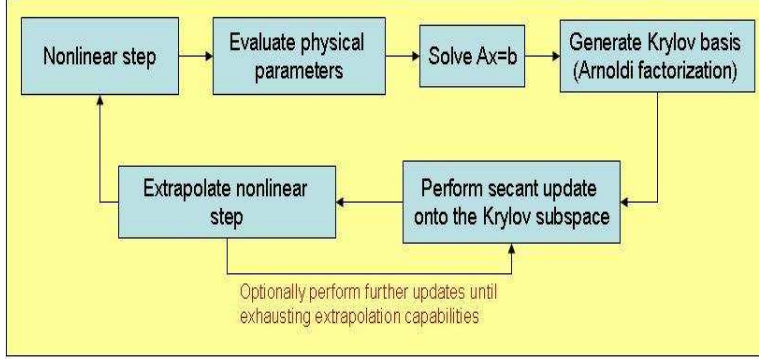 Nonlinear step
Evaluate physical
parameters
Solve Ax=b
Generate Krylov basis
(Arnoldi factorization)
Extrapolate nonlinear
step
Perform secant update
onto the Krylov subspace
Optionally perform further updates until
exhausting extrapolation capabilities